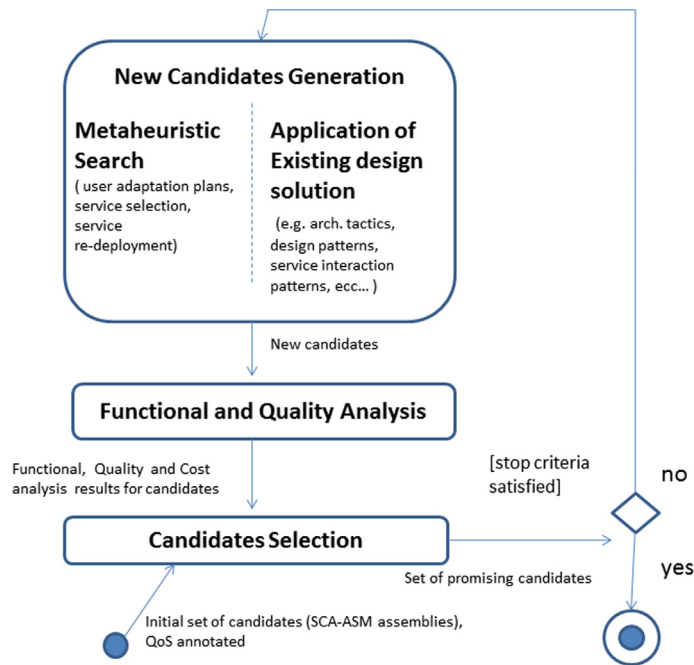 New Candidates Generation
Metaheuristic
Search
( user adaptation plans,
service selection,
service
re-deployment)
Application of
Existing design
solution
(e.g. arch. tactics,
design patterns,
service interaction
patterns, ecc... )
New candidates
Functional and Quality Analysis
Functional, Quality and Cost
analysis results for candidates
[stop criteria
satisfied]
no
Candidates Selection
Set of promising candidates
yes
Initial set of candidates (SCA-ASM assemblies),
QoS annotated